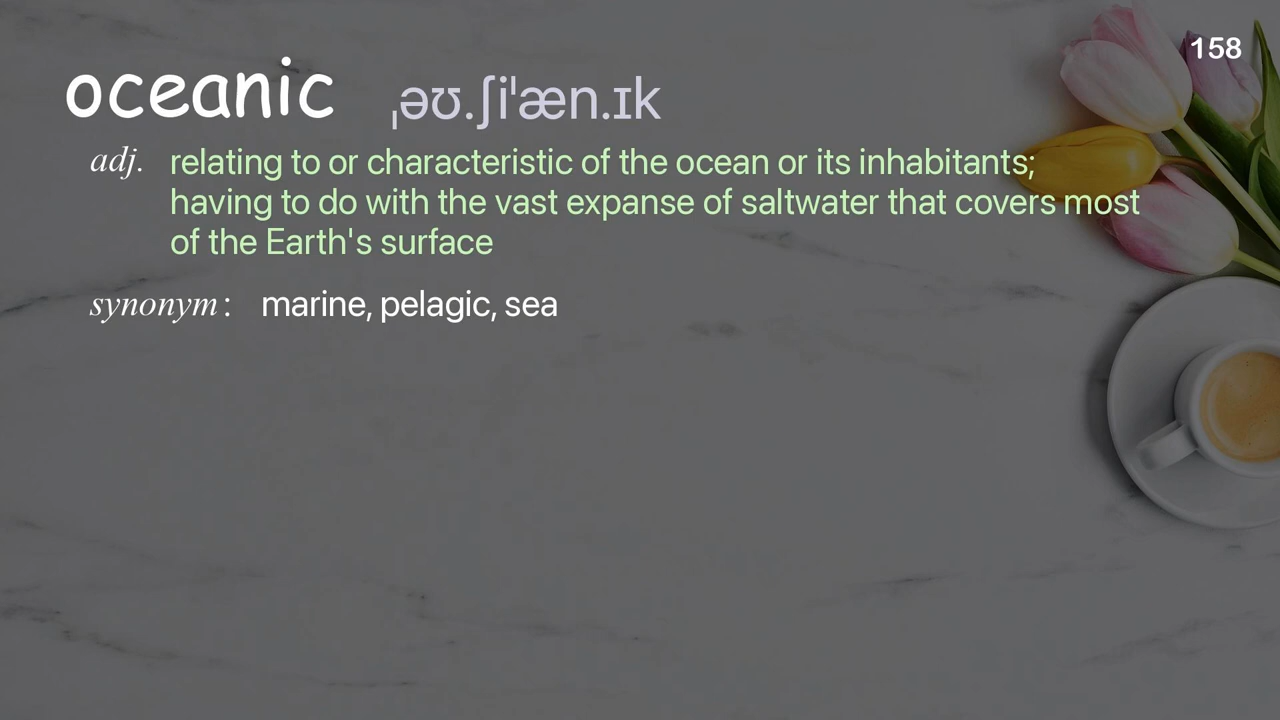 158
oceanic ˌəʊ.ʃiˈæn.ɪk
adj. relating to or characteristic of the ocean or its inhabitants;
having to do with the vast expanse of saltwater that covers most
of the Earth's surface
synonym: marine, pelagic, sea